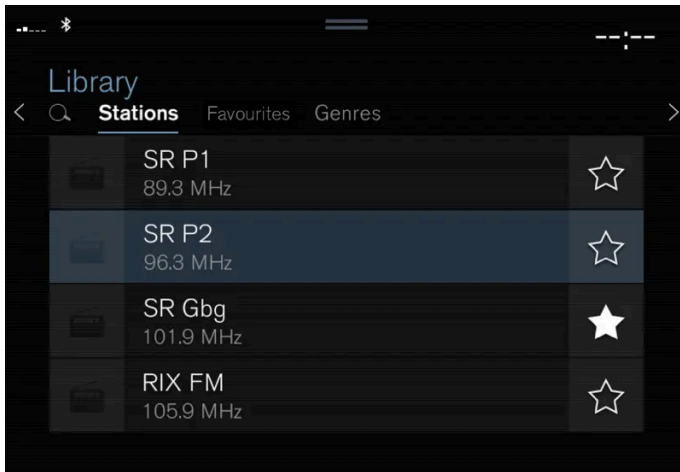 --:--
Library
Stations Favourites Genres
SR P1
89.3 MHz
SR P2
96.3 MHz
SR Gbg
101.9 MHz
RIX FM
105.9 MHz